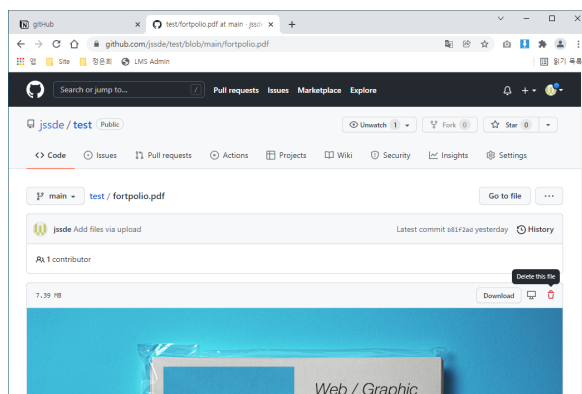 gitHub
test/fortpolio.pdf at main · jssde
github.com/jssde/test/blob/main/fortpolio.pdf
앱 Site 정은희 LMS Admin 읽기 목록
Search or jump to... / Pull requests Issues Marketplace Explore
jssde / test Public Unwatch 1 Fork 0 Star 0
Code Issues Pull requests Actions Projects Wiki Security Insights Settings
main test / fortpolio.pdf Go to file ...
jssde Add files via upload Latest commit b81f2ad yesterday History
1 contributor
Delete this file
7.39 MB Download
Web / Graphic